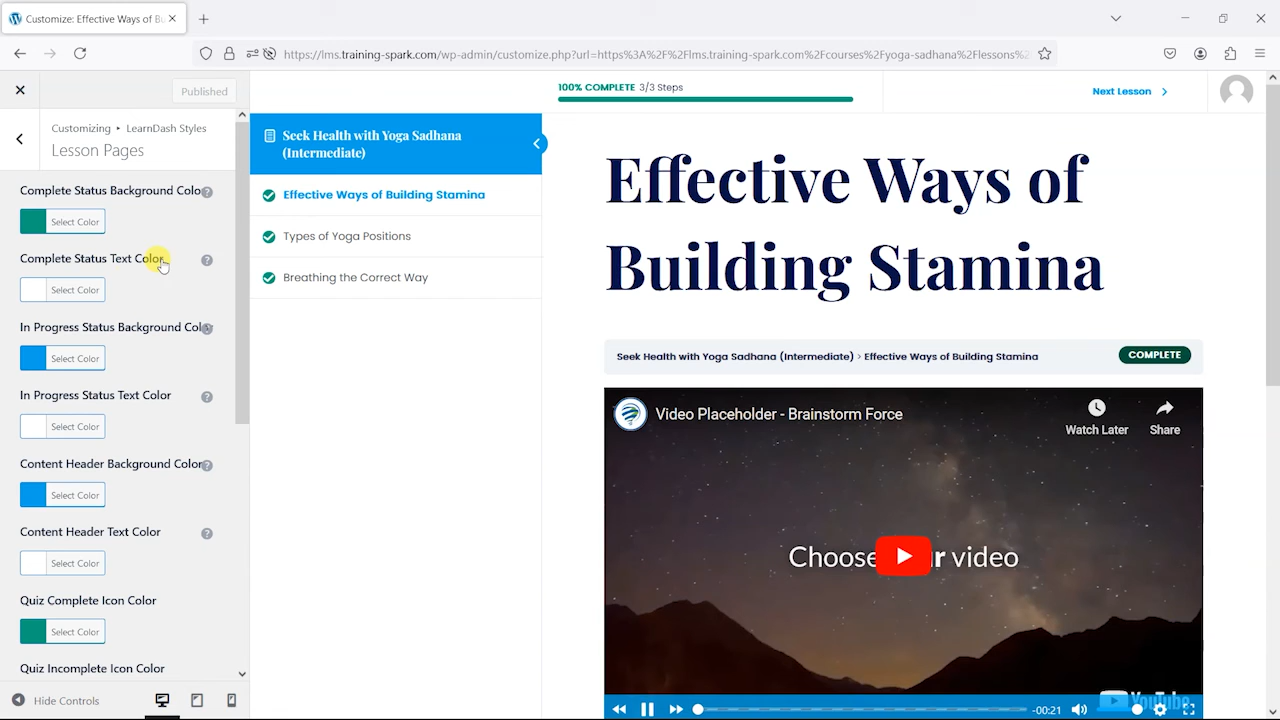 Customize: Effective Ways of Bu
https://lms.training-spark.com/wp-admin/customize.php?url=https%3A%2F%2Flms.training-spark.com%2Fcourses%2Fyoga-sadhana%2Flessons%
Published
Customizing ▸ LearnDash Styles
Lesson Pages
Complete Status Background Color
Select Color
Complete Status Text Color
Select Color
In Progress Status Background Color
Select Color
In Progress Status Text Color
Select Color
Content Header Background Color
Select Color
Content Header Text Color
Select Color
Quiz Complete Icon Color
Select Color
Quiz Incomplete Icon Color
Hide Controls
Seek Health with Yoga Sadhana
(Intermediate)
Effective Ways of Building Stamina
Types of Yoga Positions
Breathing the Correct Way
100% COMPLETE 3/3 Steps
Next Lesson
Effective Ways of
Building Stamina
Seek Health with Yoga Sadhana (Intermediate) > Effective Ways of Building Stamina
COMPLETE
Video Placeholder - Brainstorm Force
Watch Later
Share
Choose video
-00:21
YouTube